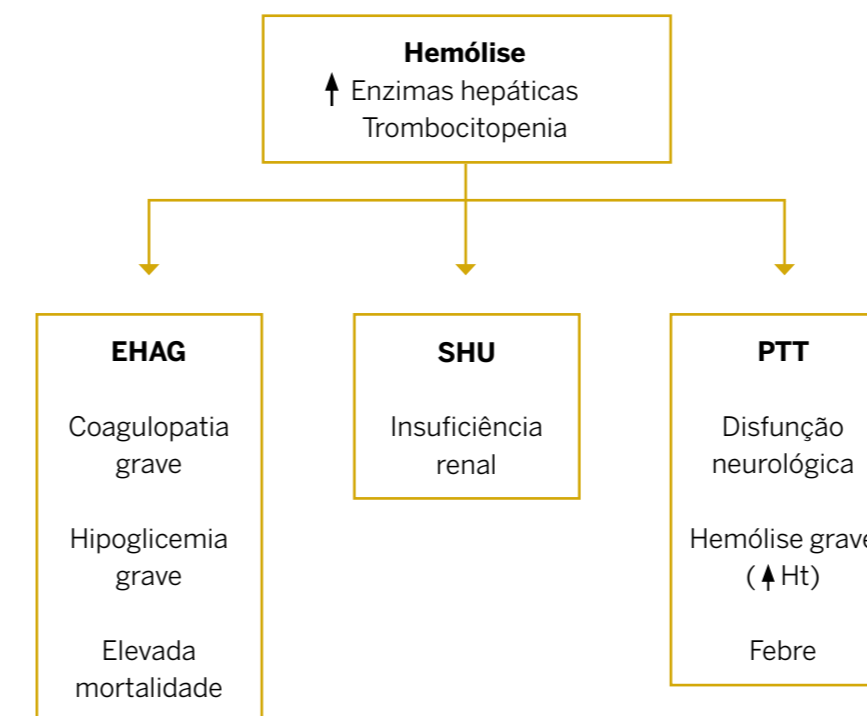 Hemólise
↑ Enzimas hepáticas
Trombocitopenia
EHAG
Coagulopatia
grave
Hipoglicemia
grave
Elevada
mortalidade
SHU
Insuficiência
renal
PTT
Disfunção
neurológica
Hemólise grave
(↑Ht)
Febre